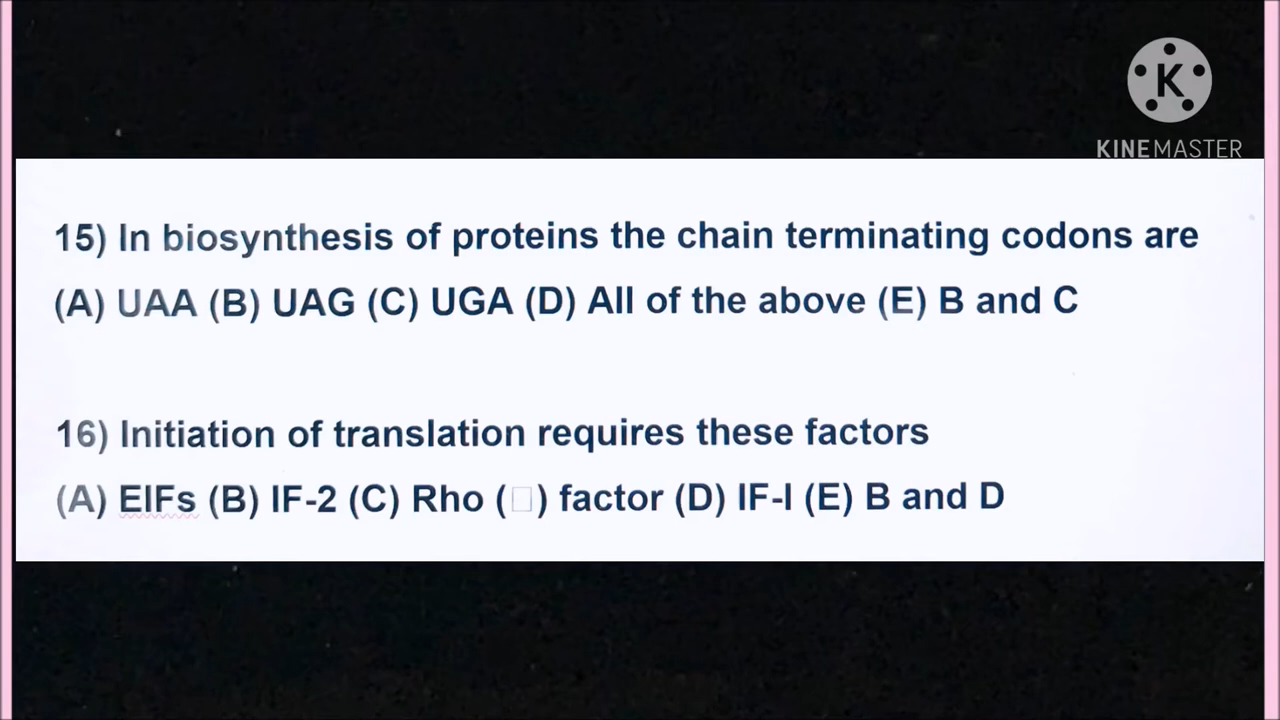 KINEMASTER
15) In biosynthesis of proteins the chain terminating codons are
(A) UAA (B) UAG (C) UGA (D) All of the above (E) B and C
16) Initiation of translation requires these factors
(A) EIFs (B) IF-2 (C) Rho (□) factor (D) IF-I (E) B and D